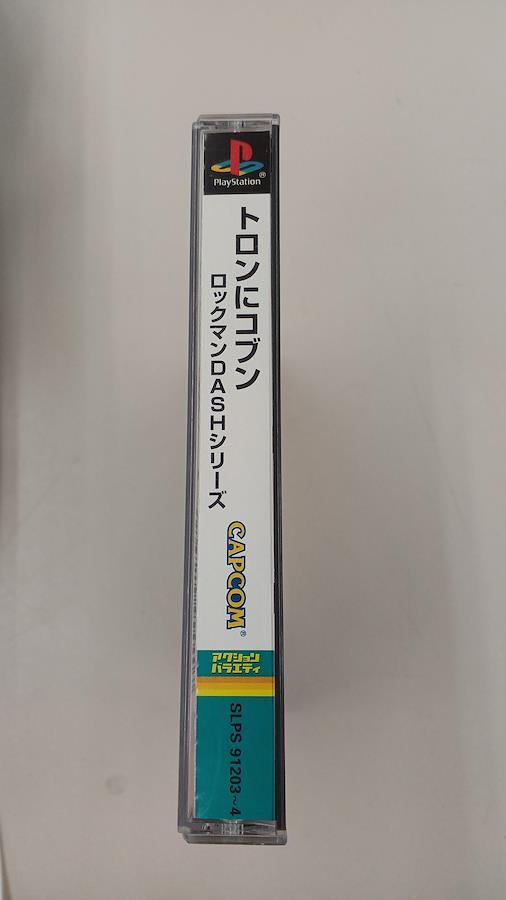 PlayStation®
トロンにコブン
ロックマンDASHシリーズ
CAPCOM®
アクション
バラエティ
SLPS 91203~4